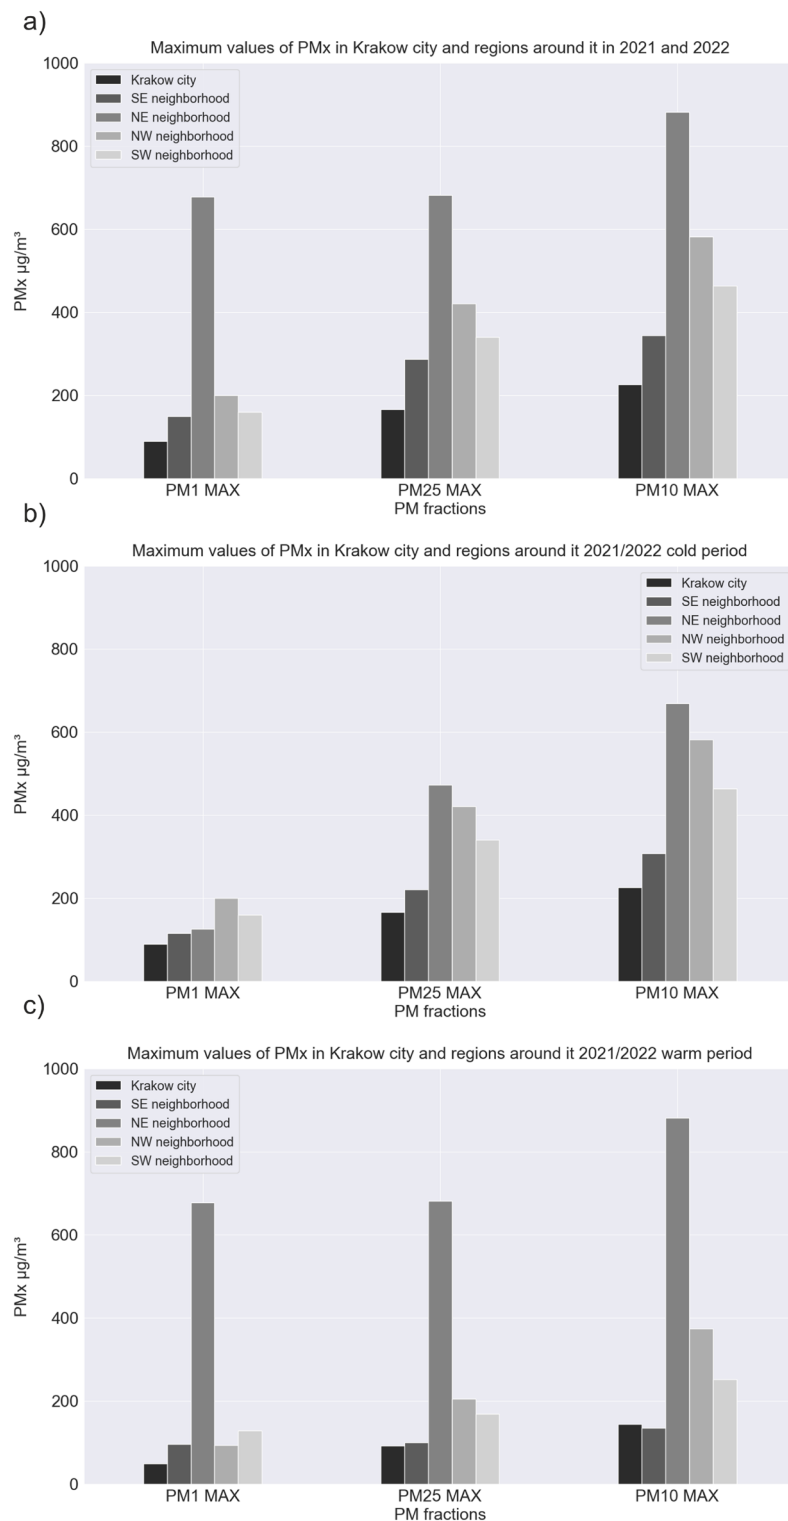 a)
Maximum values of PMx in Krakow city and regions around it in 2021 and 2022
1000
800
600
400
200
0
PMx µg/m³
Krakow city
SE neighborhood
NE neighborhood
NW neighborhood
SW neighborhood
PM1 MAX
PM25 MAX
PM10 MAX
PM fractions
b)
Maximum values of PMx in Krakow city and regions around it 2021/2022 cold period
1000
800
600
400
200
0
PMx µg/m³
Krakow city
SE neighborhood
NE neighborhood
NW neighborhood
SW neighborhood
PM1 MAX
PM25 MAX
PM10 MAX
PM fractions
c)
Maximum values of PMx in Krakow city and regions around it 2021/2022 warm period
1000
800
600
400
200
0
PMx µg/m³
Krakow city
SE neighborhood
NE neighborhood
NW neighborhood
SW neighborhood
PM1 MAX
PM25 MAX
PM10 MAX
PM fractions